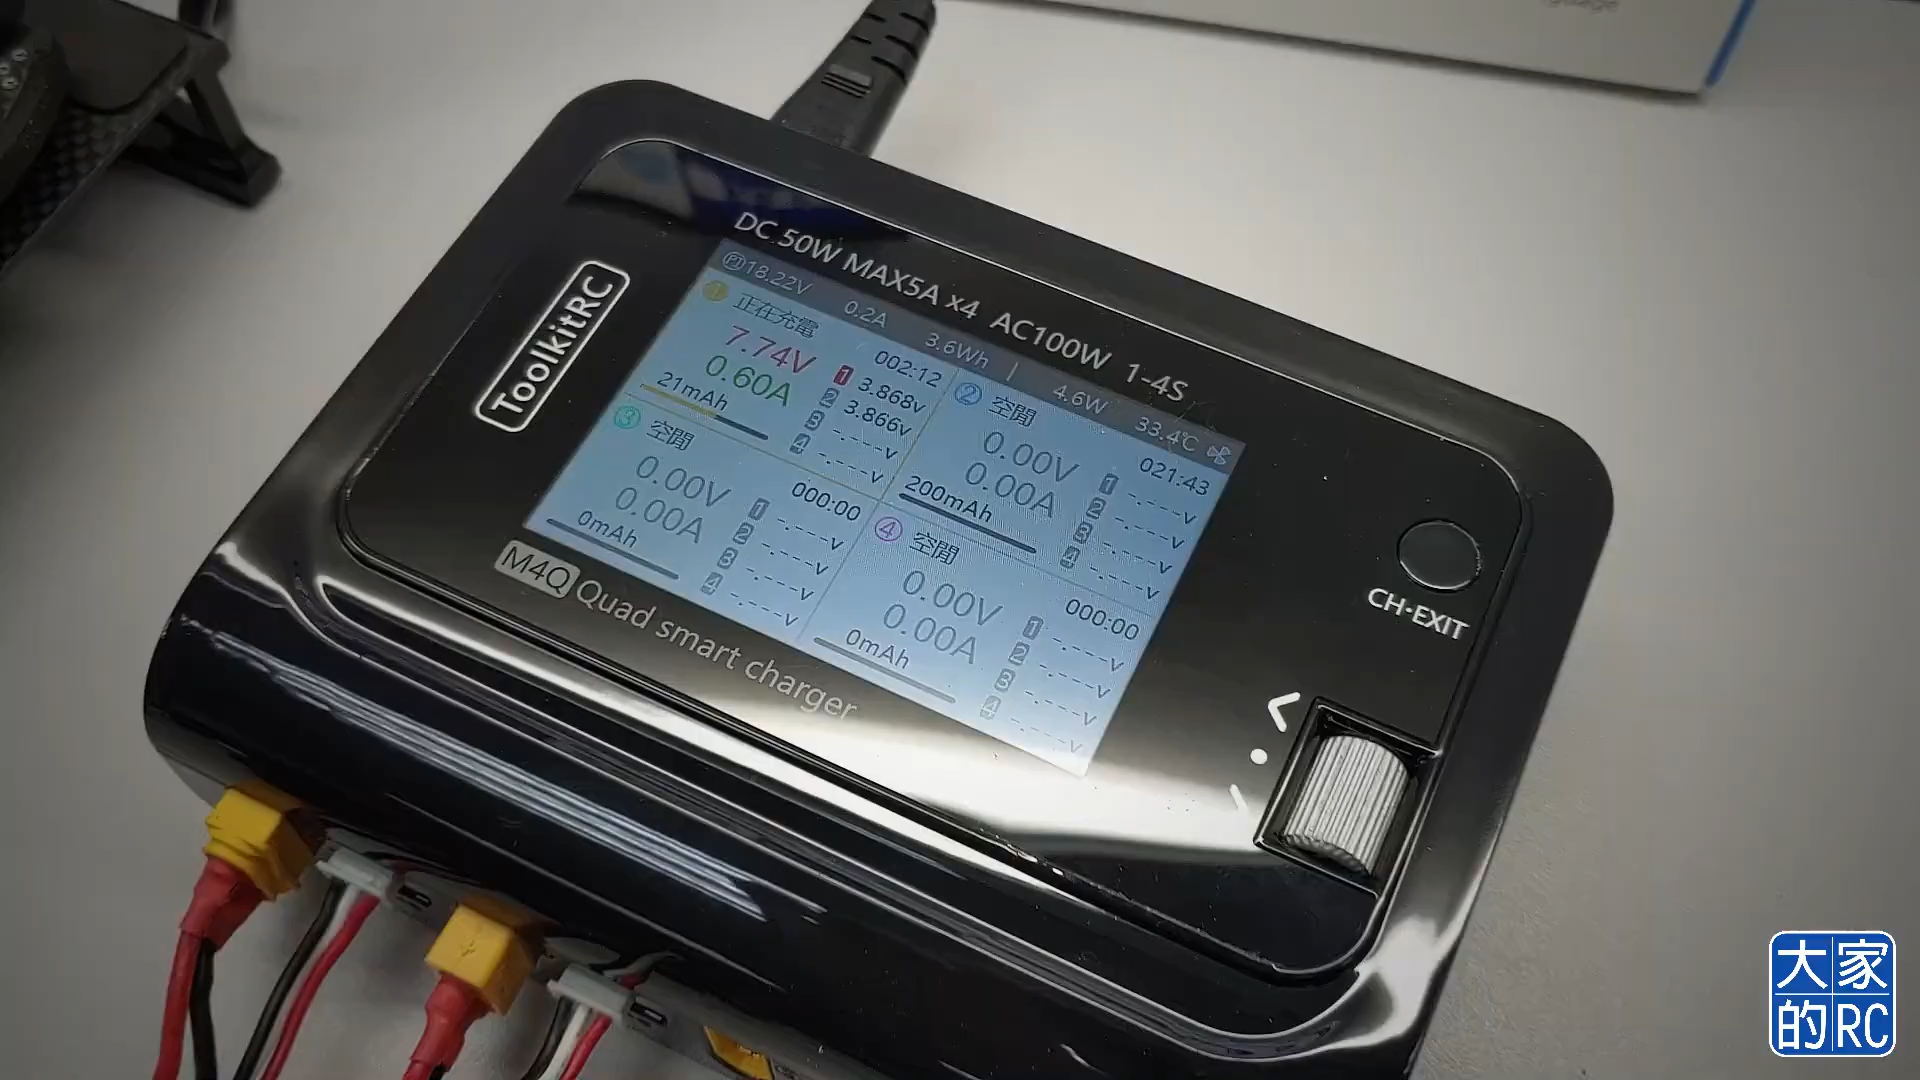 DC 50W MAX5A x4 AC100W 1-4S
ToolkitRC
P1 18.22V 0.2A 3.6Wh | 4.6W 33.4℃
1 正在充電 002:12
7.74V
0.60A
21mAh
1 3.868v
2 3.866v
3 -.---v
4 -.---v
2 空閒 021:43
0.00V
0.00A
200mAh
1 -.---v
2 -.---v
3 -.---v
4 -.---v
3 空閒 000:00
0.00V
0.00A
0mAh
1 -.---v
2 -.---v
3 -.---v
4 -.---v
4 空閒 000:00
0.00V
0.00A
0mAh
1 -.---v
2 -.---v
3 -.---v
4 -.---v
M4Q Quad smart charger
CH·EXIT
大家
的RC